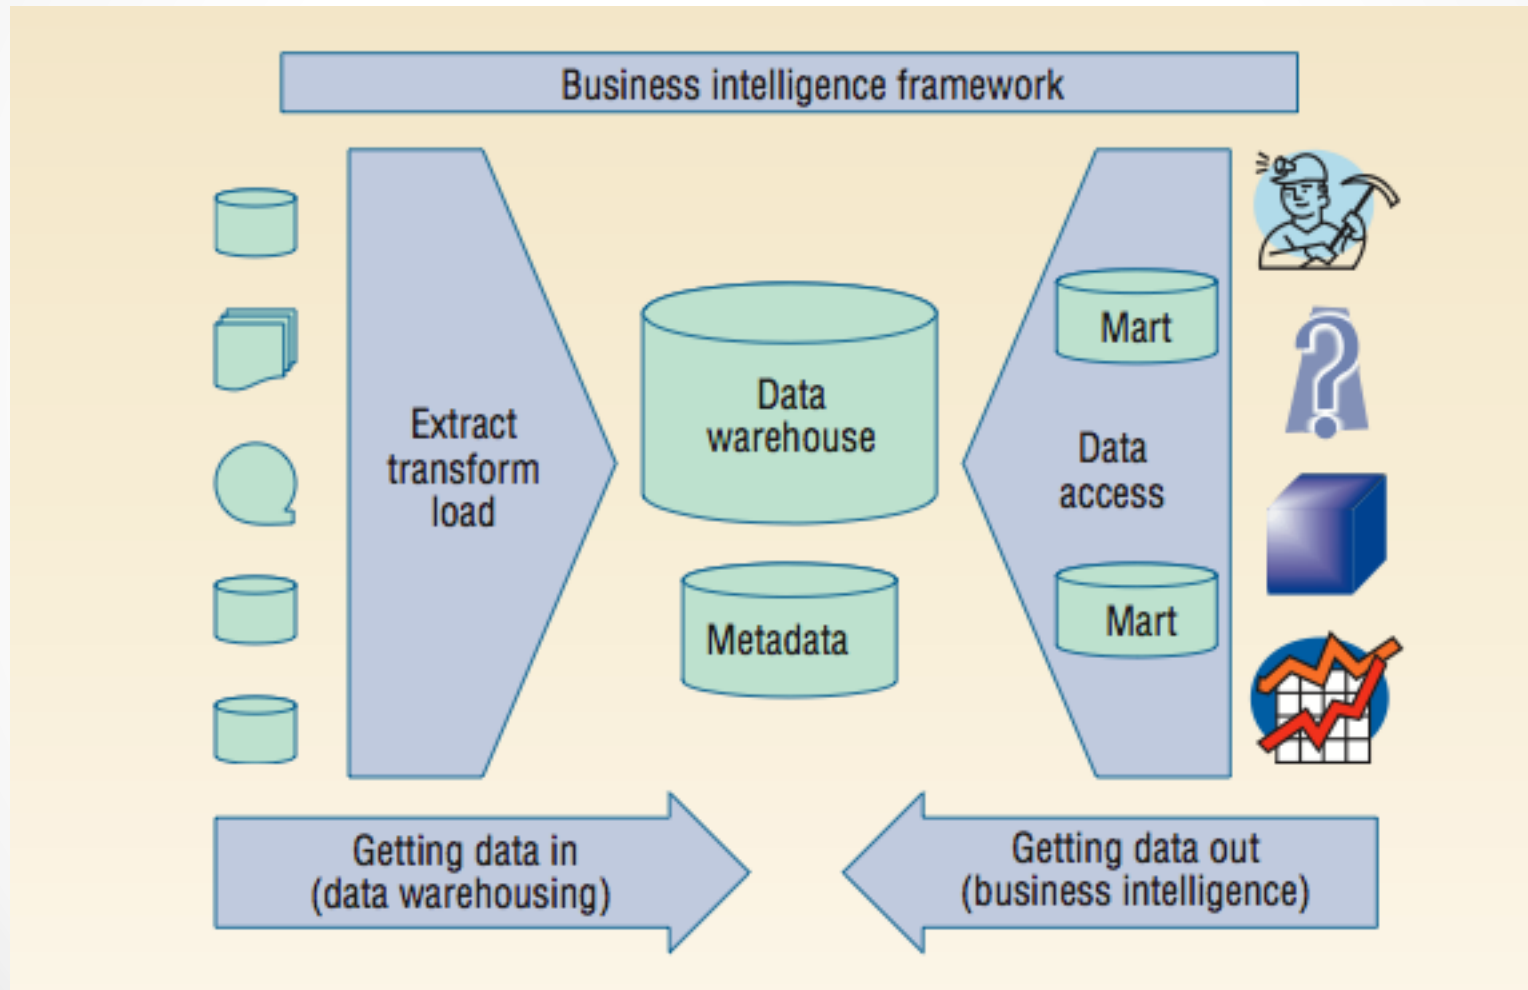 Business intelligence framework
Extract
transform
load
Data
warehouse
Metadata
Mart
Data
access
Mart
Getting data in
(data warehousing)
Getting data out
(business intelligence)